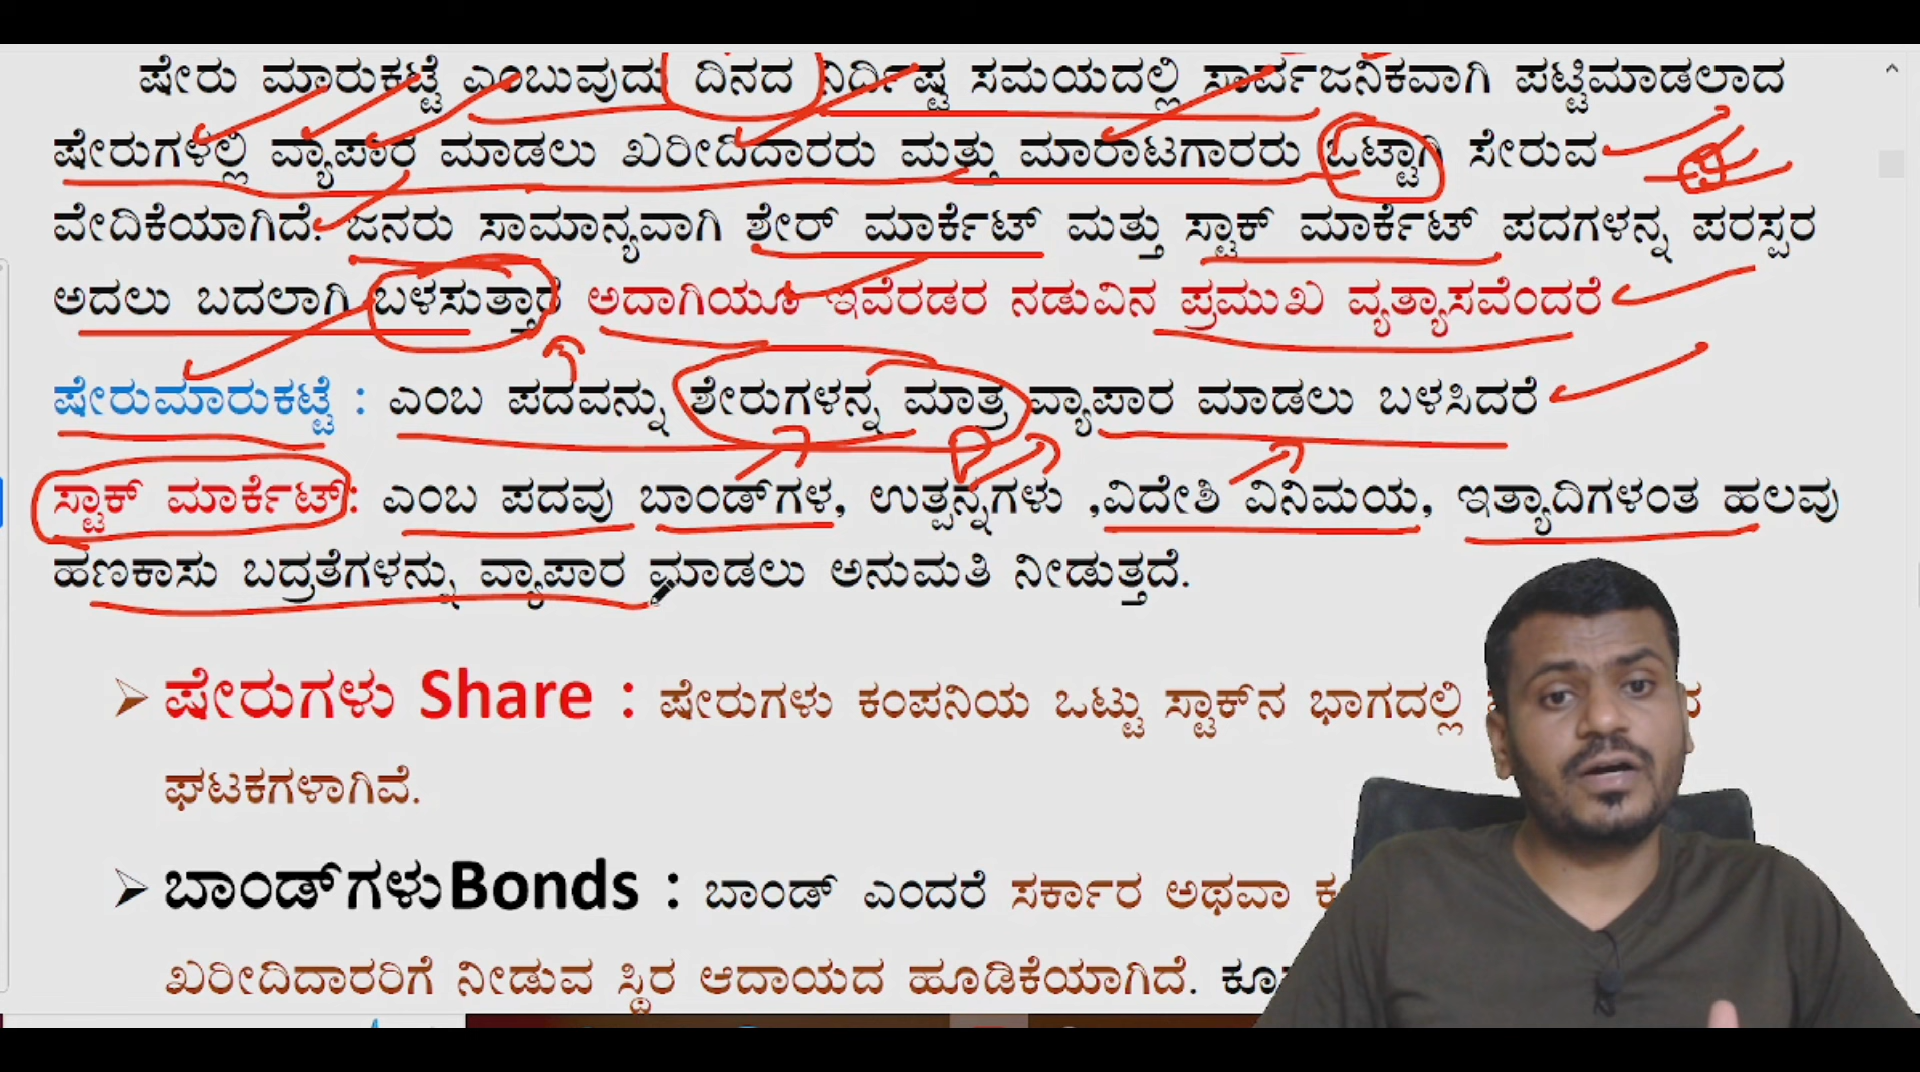 ಷೇರು ಮಾರುಕಟ್ಟೆ ಎಂಬುವುದು ದಿನದ ನಿರ್ದಿಷ್ಟ ಸಮಯದಲ್ಲಿ ಸಾರ್ವಜನಿಕವಾಗಿ ಪಟ್ಟಿಮಾಡಲಾದ
ಷೇರುಗಳಲ್ಲಿ ವ್ಯಾಪಾರ ಮಾಡಲು ಖರೀದಿದಾರರು ಮತ್ತು ಮಾರಾಟಗಾರರು ಒಟ್ಟಾಗಿ ಸೇರುವ
ವೇದಿಕೆಯಾಗಿದೆ. ಜನರು ಸಾಮಾನ್ಯವಾಗಿ ಶೇರ್ ಮಾರ್ಕೆಟ್ ಮತ್ತು ಸ್ಟಾಕ್ ಮಾರ್ಕೆಟ್ ಪದಗಳನ್ನ ಪರಸ್ಪರ
ಅದಲು ಬದಲಾಗಿ ಬಳಸುತ್ತಾರೆ ಅದಾಗಿಯೂ ಇವೆರಡರ ನಡುವಿನ ಪ್ರಮುಖ ವ್ಯತ್ಯಾಸವೆಂದರೆ
ಷೇರುಮಾರುಕಟ್ಟೆ : ಎಂಬ ಪದವನ್ನು ಶೇರುಗಳನ್ನ ಮಾತ್ರ ವ್ಯಾಪಾರ ಮಾಡಲು ಬಳಸಿದರೆ
ಸ್ಟಾಕ್ ಮಾರ್ಕೆಟ್: ಎಂಬ ಪದವು ಬಾಂಡ್‌ಗಳ, ಉತ್ಪನ್ನಗಳು ,ವಿದೇಶಿ ವಿನಿಮಯ, ಇತ್ಯಾದಿಗಳಂತ ಹಲವು
ಹಣಕಾಸು ಬದ್ರತೆಗಳನ್ನು ವ್ಯಾಪಾರ ಮಾಡಲು ಅನುಮತಿ ನೀಡುತ್ತದೆ.
➢ ಷೇರುಗಳು Share : ಷೇರುಗಳು ಕಂಪನಿಯ ಒಟ್ಟು ಸ್ಟಾಕ್‌ನ ಭಾಗದಲ್ಲಿ
ಘಟಕಗಳಾಗಿವೆ.
➢ ಬಾಂಡ್‌ಗಳುBonds : ಬಾಂಡ್ ಎಂದರೆ ಸರ್ಕಾರ ಅಥವಾ
ಖರೀದಿದಾರರಿಗೆ ನೀಡುವ ಸ್ಥಿರ ಆದಾಯದ ಹೂಡಿಕೆಯಾಗಿದೆ.